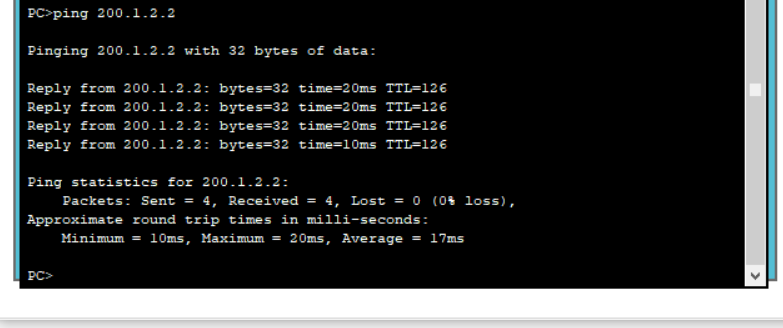 PC>ping 200.1.2.2
Pinging 200.1.2.2 with 32 bytes of data:
Reply from 200.1.2.2: bytes=32 time=20ms TTL=126
Reply from 200.1.2.2: bytes=32 time=20ms TTL=126
Reply from 200.1.2.2: bytes=32 time=20ms TTL=126
Reply from 200.1.2.2: bytes=32 time=10ms TTL=126
Ping statistics for 200.1.2.2:
Packets: Sent = 4, Received = 4, Lost = 0 (0% loss),
Approximate round trip times in milli-seconds:
Minimum = 10ms, Maximum = 20ms, Average = 17ms
PC>